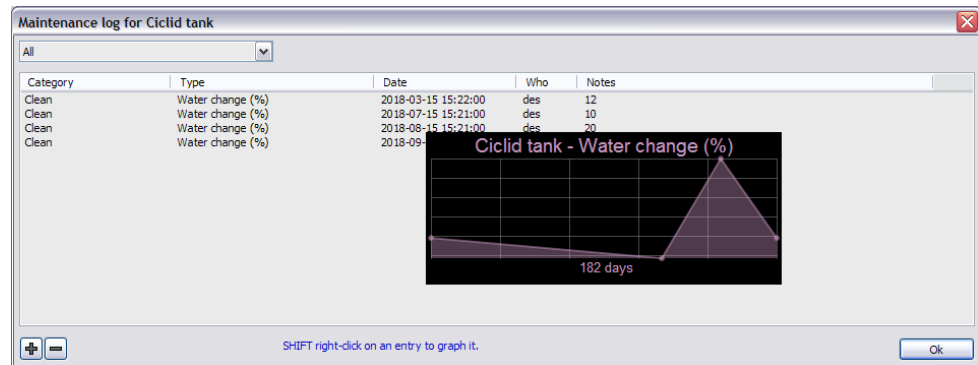 Maintenance log for Ciclid tank
All
Category Type Date Who Notes
Clean Water change (%) 2018-03-15 15:22:00 des 12
Clean Water change (%) 2018-07-15 15:21:00 des 10
Clean Water change (%) 2018-08-15 15:21:00 des 20
Clean Water change (%) 2018-09-
Ciclid tank - Water change (%)
182 days
SHIFT right-click on an entry to graph it.
Ok